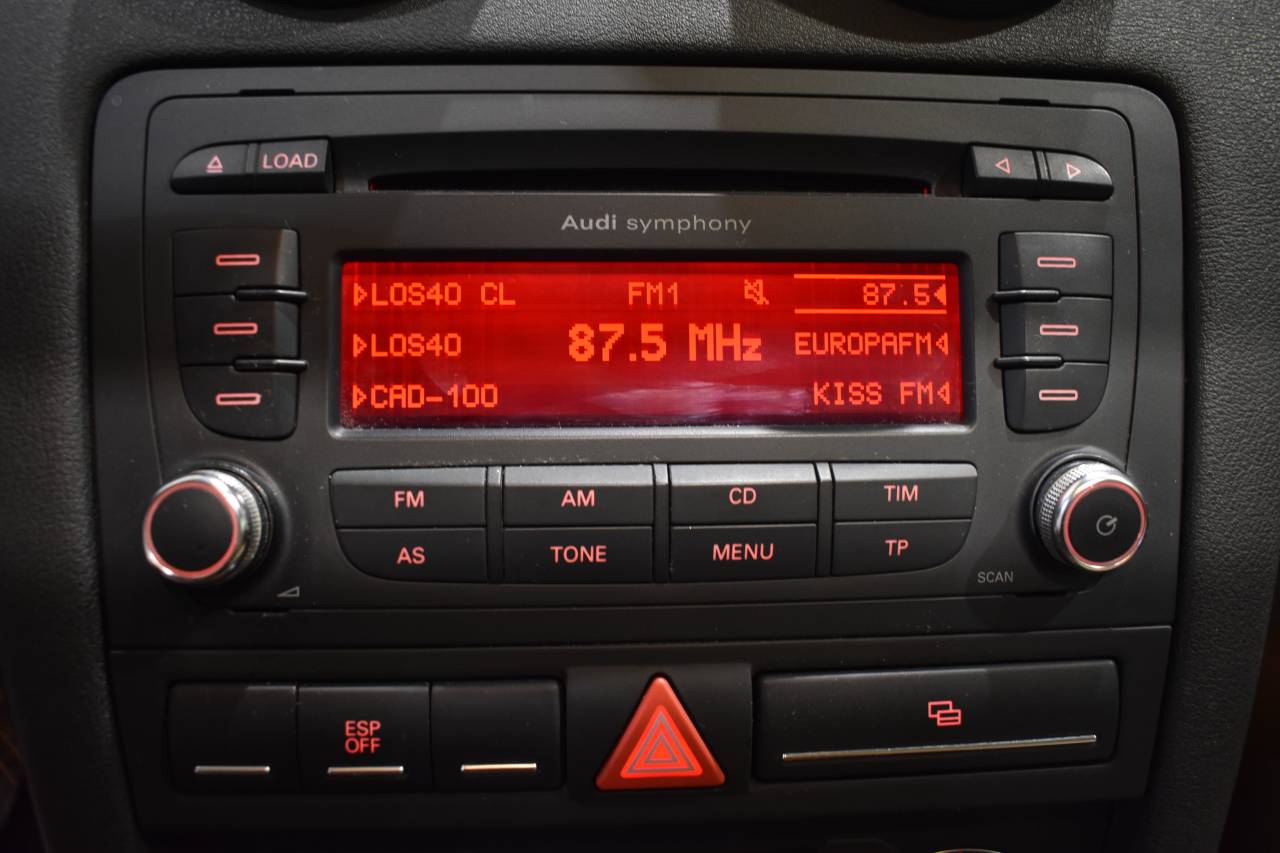 LOAD
Audi symphony
LOS40 CL FM1 87.5
LOS40 87.5 MHz EUROPAFM
CAD-100 KISS FM
FM AM CD TIM
AS TONE MENU TP
SCAN
ESP
OFF